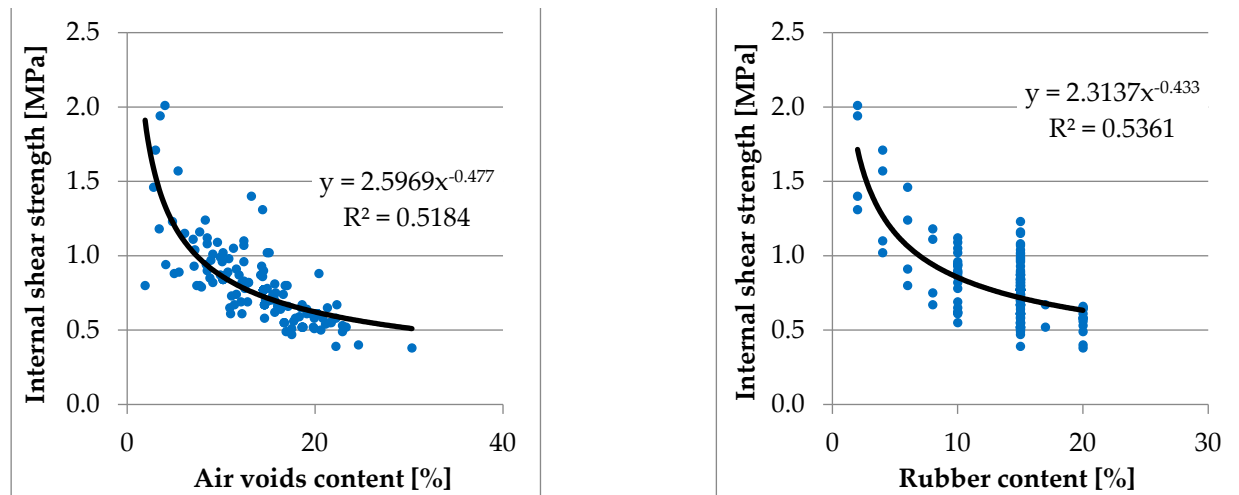 Internal shear strength [MPa]
2.5
2.0
1.5
1.0
0.5
0.0
y = 2.5969x^-0.477
R² = 0.5184
0
20
40
Air voids content [%]
Internal shear strength [MPa]
2.5
2.0
1.5
1.0
0.5
0.0
y = 2.3137x^-0.433
R² = 0.5361
0
10
20
30
Rubber content [%]